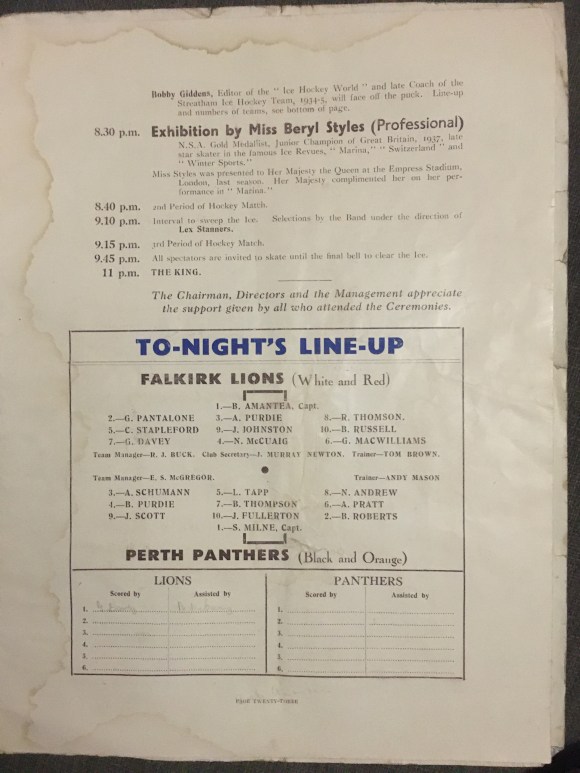 Bobby Giddens, Editor of the " Ice Hockey World " and late Coach of the
Streatham Ice Hockey Team, 1934-5, will face off the puck. Line-up
and numbers of teams, see bottom of page.
8.30 p.m. Exhibition by Miss Beryl Styles (Professional)
N.S.A. Gold Medallist, Junior Champion of Great Britain, 1937, late
star skater in the famous Ice Revues, " Marina," " Switzerland " and
" Winter Sports."
Miss Styles was presented to Her Majesty the Queen at the Empress Stadium,
London, last season. Her Majesty complimented her on her per-
formance in " Marina."
8.40 p.m. 2nd Period of Hockey Match.
9.10 p.m. Interval to sweep the Ice. Selections by the Band under the direction of
Lex Stanners.
9.15 p.m. 3rd Period of Hockey Match.
9.45 p.m. All spectators are invited to skate until the final bell to clear the Ice.
11 p.m. THE KING.
The Chairman, Directors and the Management appreciate
the support given by all who attended the Ceremonies.
TO-NIGHT'S LINE-UP
FALKIRK LIONS (White and Red)
1.—B. AMANTEA, Capt.
2.—G. PANTALONE 3.—A. PURDIE 8.—R. THOMSON.
5.—C. STAPLEFORD 9.—J. JOHNSTON 10.—B. RUSSELL
7.—G. DAVEY 4.—N. McCUAIG 6.—G. MACWILLIAMS
Team Manager—R. J. BUCK. Club Secretary—J. MURRAY NEWTON. Trainer—TOM BROWN.
Team Manager—E. S. McGREGOR. Trainer—ANDY MASON
3.—A. SCHUMANN 5.—L. TAPP 8.—N. ANDREW
4.—B. PURDIE 7.—B. THOMPSON 6.—A. PRATT
9.—J. SCOTT 10.—J. FULLERTON 2.—B. ROBERTS
1.—S. MILNE, Capt.
PERTH PANTHERS (Black and Orange)
LIONS PANTHERS
Scored by Assisted by Scored by Assisted by
1. 1.
2. 2.
3. 3.
4. 4.
5. 5.
6. 6.
PAGE TWENTY-THREE